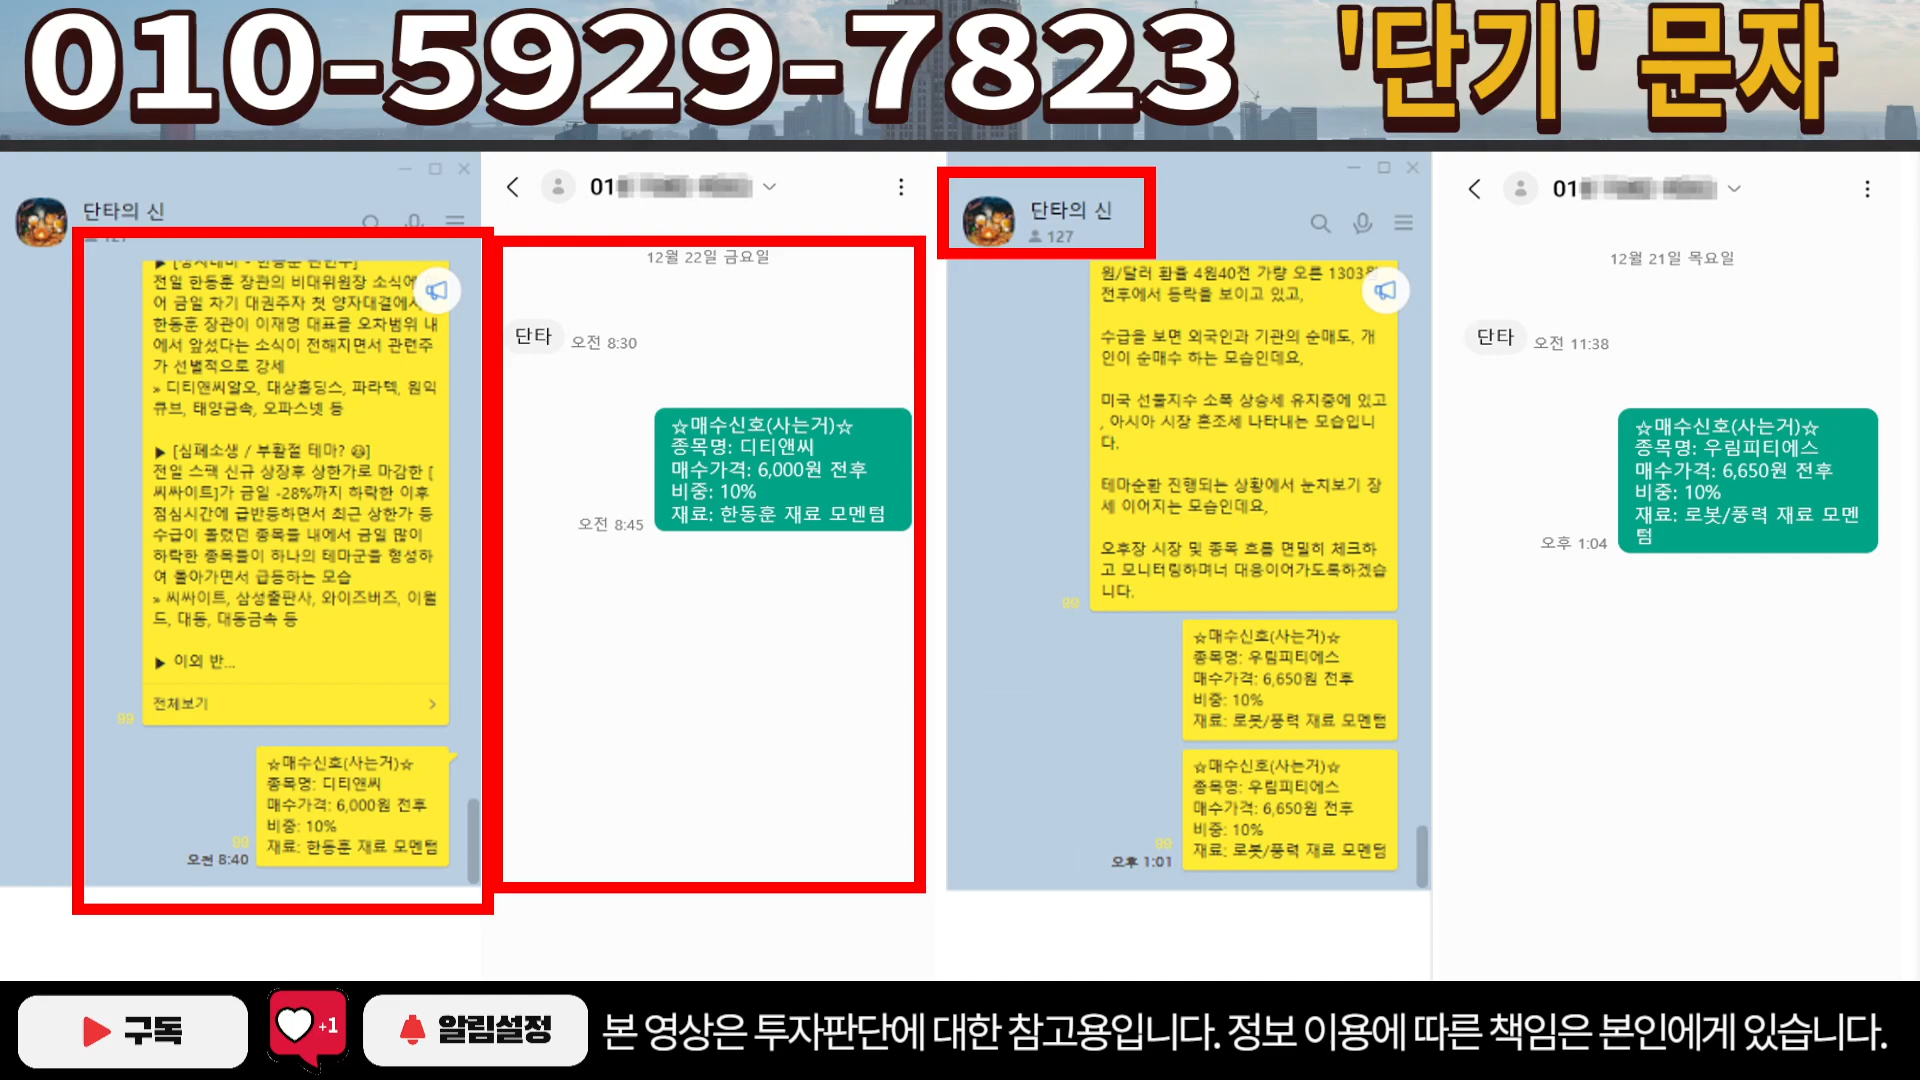 010-5929-7823 '단기' 문자
단타의 신
전일 한동훈 장관의 비대위원장 소식에
어 금일 차기 대권주자 첫 양자대결에서
한동훈 장관이 이재명 대표를 오차범위 내
에서 앞섰다는 소식이 전해지면서 관련주
가 선별적으로 강세
» 디티앤씨알오, 대상홀딩스, 파라텍, 원익
큐브, 태양금속, 오파스넷 등
▶ [심폐소생 / 부활절 테마? 😆]
전일 스팩 신규 상장후 상한가로 마감한 [
씨싸이트]가 금일 -28%까지 하락한 이후
점심시간에 급반등하면서 최근 상한가 등
수급이 몰렸던 종목들 내에서 금일 많이
하락한 종목들이 하나의 테마군을 형성하
여 돌아가면서 급등하는 모습
» 씨싸이트, 삼성출판사, 와이즈버즈, 이월
드, 대동, 대동금속 등
▶ 이외 반...
전체보기
99
☆매수신호(사는거)☆
종목명: 디티앤씨
매수가격: 6,000원 전후
비중: 10%
재료: 한동훈 재료 모멘텀
99
오전 8:40
01
12월 22일 금요일
단타
오전 8:30
☆매수신호(사는거)☆
종목명: 디티앤씨
매수가격: 6,000원 전후
비중: 10%
재료: 한동훈 재료 모멘텀
오전 8:45
단타의 신
127
원/달러 환율 4원40전 가량 오른 1303원
전후에서 등락을 보이고 있고,
수급을 보면 외국인과 기관의 순매도, 개
인이 순매수 하는 모습인데요,
미국 선물지수 소폭 상승세 유지중에 있고
, 아시아 시장 혼조세 나타내는 모습입니
다.
테마순환 진행되는 상황에서 눈치보기 장
세 이어지는 모습인데요,
오후장 시장 및 종목 흐름 면밀히 체크하
고 모니터링하며너 대응이어가도록하겠습
니다.
99
☆매수신호(사는거)☆
종목명: 우림피티에스
매수가격: 6,650원 전후
비중: 10%
재료: 로봇/풍력 재료 모멘텀
☆매수신호(사는거)☆
종목명: 우림피티에스
매수가격: 6,650원 전후
비중: 10%
재료: 로봇/풍력 재료 모멘텀
99
오후 1:01
01
12월 21일 목요일
단타
오전 11:38
☆매수신호(사는거)☆
종목명: 우림피티에스
매수가격: 6,650원 전후
비중: 10%
재료: 로봇/풍력 재료 모멘
텀
오후 1:04
구독
+1
알림설정
본 영상은 투자판단에 대한 참고용입니다. 정보 이용에 따른 책임은 본인에게 있습니다.